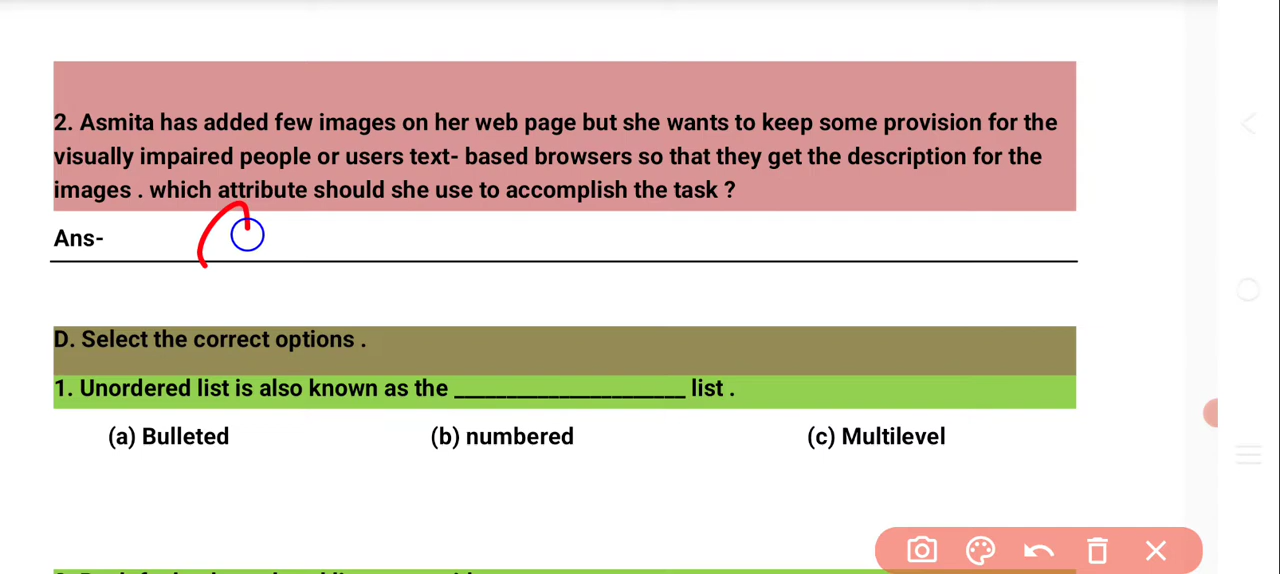 2. Asmita has added few images on her web page but she wants to keep some provision for the
visually impaired people or users text- based browsers so that they get the description for the
images . which attribute should she use to accomplish the task ?
Ans-
D. Select the correct options .
1. Unordered list is also known as the ____________________ list .
(a) Bulleted (b) numbered (c) Multilevel